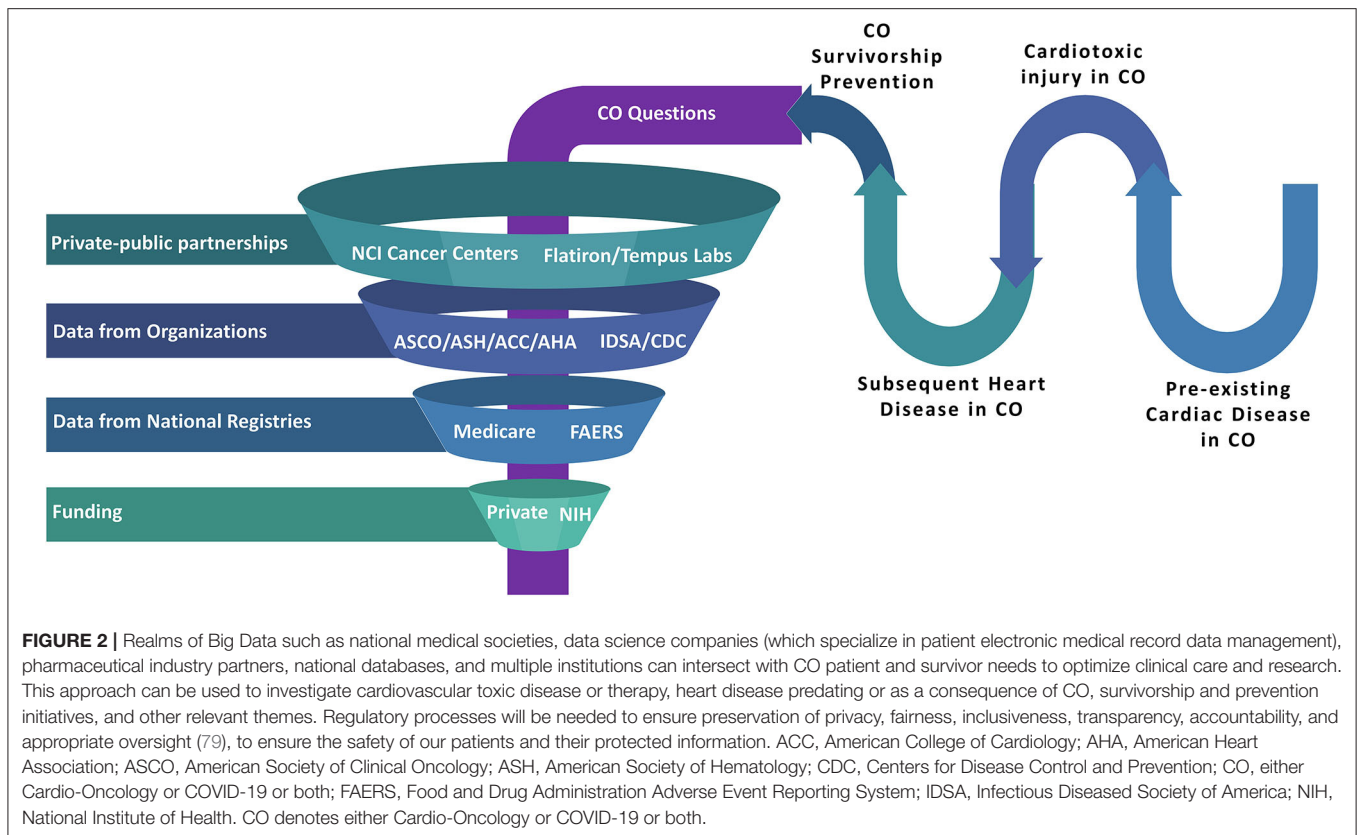 CO
Survivorship
Prevention
Cardiotoxic
injury in CO
CO Questions
Private-public partnerships
NCI Cancer Centers
Flatiron/Tempus Labs
Data from Organizations
ASCO/ASH/ACC/AHA
IDSA/CDC
Subsequent Heart
Disease in CO
Pre-existing
Cardiac Disease
in CO
Data from National Registries
Medicare
FAERS
Funding
Private
NIH
FIGURE 2 | Realms of Big Data such as national medical societies, data science companies (which specialize in patient electronic medical record data management),
pharmaceutical industry partners, national databases, and multiple institutions can intersect with CO patient and survivor needs to optimize clinical care and research.
This approach can be used to investigate cardiovascular toxic disease or therapy, heart disease predating or as a consequence of CO, survivorship and prevention
initiatives, and other relevant themes. Regulatory processes will be needed to ensure preservation of privacy, fairness, inclusiveness, transparency, accountability, and
appropriate oversight (79), to ensure the safety of our patients and their protected information. ACC, American College of Cardiology; AHA, American Heart
Association; ASCO, American Society of Clinical Oncology; ASH, American Society of Hematology; CDC, Centers for Disease Control and Prevention; CO, either
Cardio-Oncology or COVID-19 or both; FAERS, Food and Drug Administration Adverse Event Reporting System; IDSA, Infectious Diseased Society of America; NIH,
National Institute of Health. CO denotes either Cardio-Oncology or COVID-19 or both.